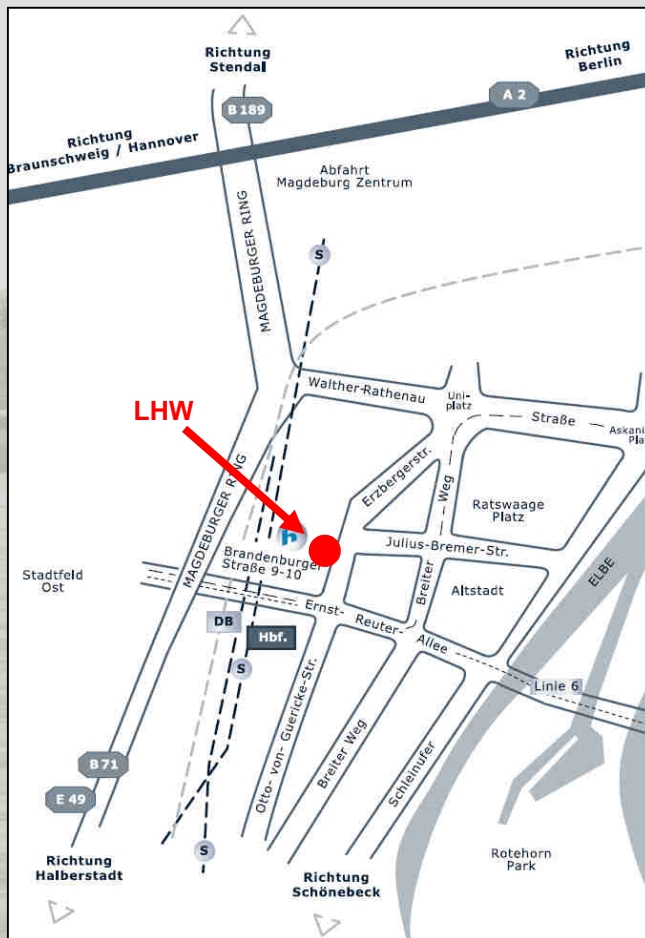 Richtung
Stendal
Richtung
Berlin
A 2
B 189
Richtung
Braunschweig / Hannover
Abfahrt
Magdeburg Zentrum
S
MAGDEBURGER RING
Walther-Rathenau
Uni-
platz
Straße
LHW
Erzbergerstr.
Weg
Ratswaage
Platz
MAGDEBURGER RING
h
Brandenburger
Straße 9-10
Julius-Bremer-Str.
Stadtfeld
Ost
Breiter
Altstadt
ELBE
Ernst- Reuter- Allee
DB
Hbf.
S
Linie 6
Otto- von- Guericke-Str.
Breiter Weg
Schleinufer
B 71
E 49
S
Rotehorn
Park
Richtung
Halberstadt
Richtung
Schönebeck